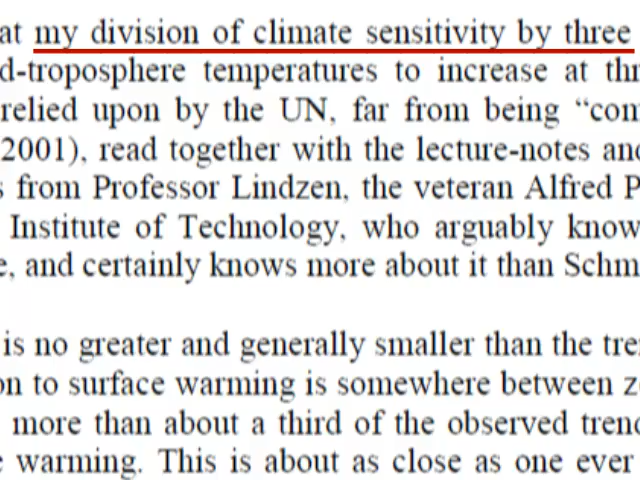 at my division of climate sensitivity by three
d-troposphere temperatures to increase at thr
relied upon by the UN, far from being “con
2001), read together with the lecture-notes and
s from Professor Lindzen, the veteran Alfred P
Institute of Technology, who arguably know
e, and certainly knows more about it than Schm
is no greater and generally smaller than the tre
on to surface warming is somewhere between z
more than about a third of the observed trend
e warming. This is about as close as one ever